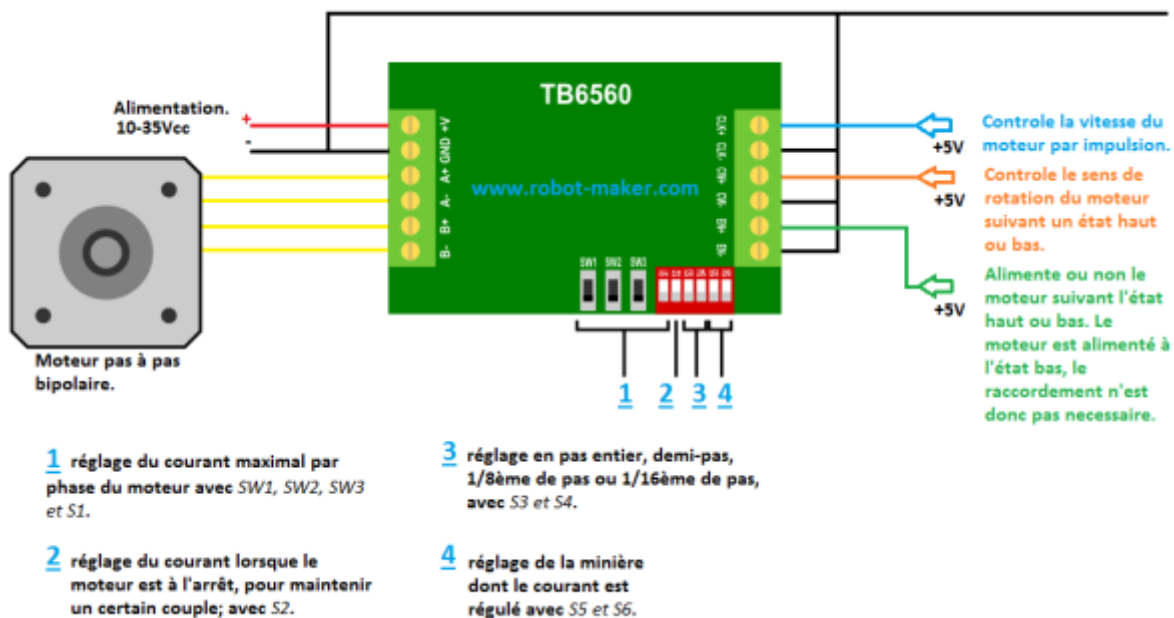 TB6560
Alimentation.
10-35Vcc
+
-
+V
GND
A+
A-
B+
B-
CLK+
CLK-
CW+
CW-
EN+
EN-
www.robot-maker.com
SW1
SW2
SW3
+5V
Controle la vitesse du
moteur par impulsion.
+5V
Controle le sens de
rotation du moteur
suivant un état haut
ou bas.
+5V
Alimente ou non le
moteur suivant l'état
haut ou bas. Le
moteur est alimenté à
l'état bas, le
raccordement n'est
donc pas necessaire.
Moteur pas à pas
bipolaire.
1
2
3
4
1 réglage du courant maximal par
phase du moteur avec SW1, SW2, SW3
et S1.
2 réglage du courant lorsque le
moteur est à l'arrêt, pour maintenir
un certain couple; avec S2.
3 réglage en pas entier, demi-pas,
1/8ème de pas ou 1/16ème de pas,
avec S3 et S4.
4 réglage de la minière
dont le courant est
régulé avec S5 et S6.